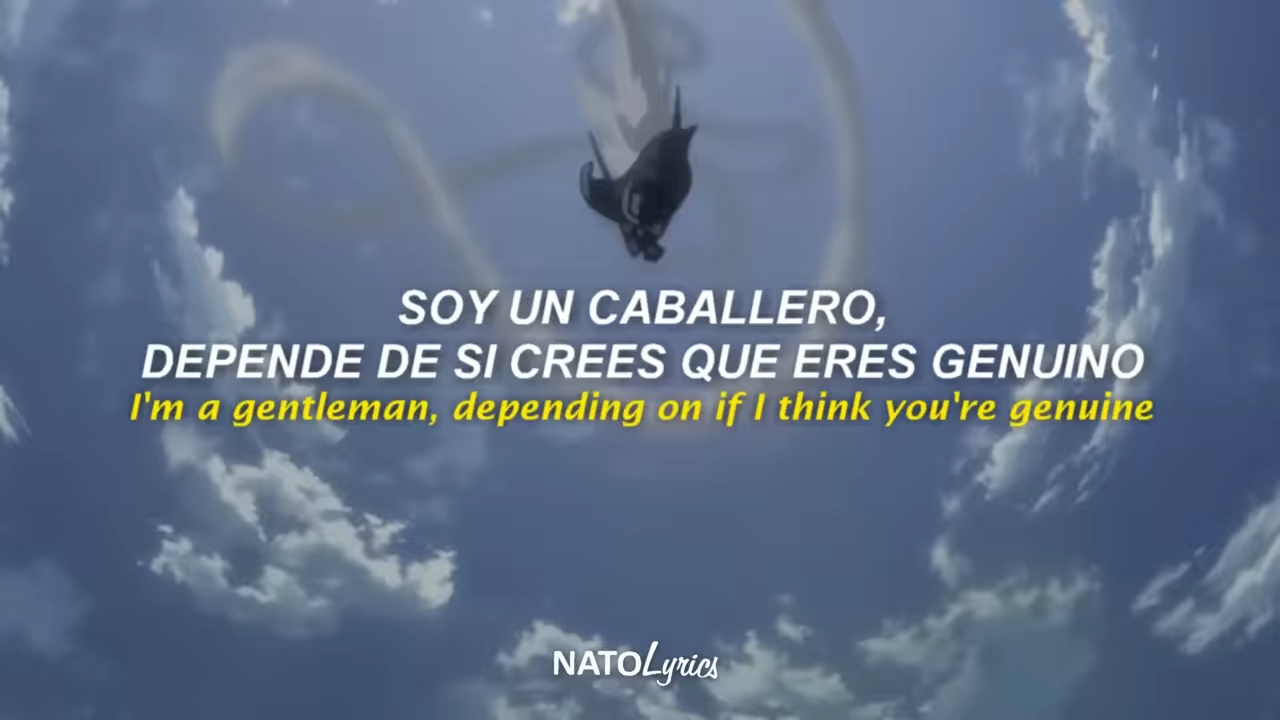 SOY UN CABALLERO,
DEPENDE DE SI CREES QUE ERES GENUINO
I'm a gentleman, depending on if I think you're genuine
NATOLyrics